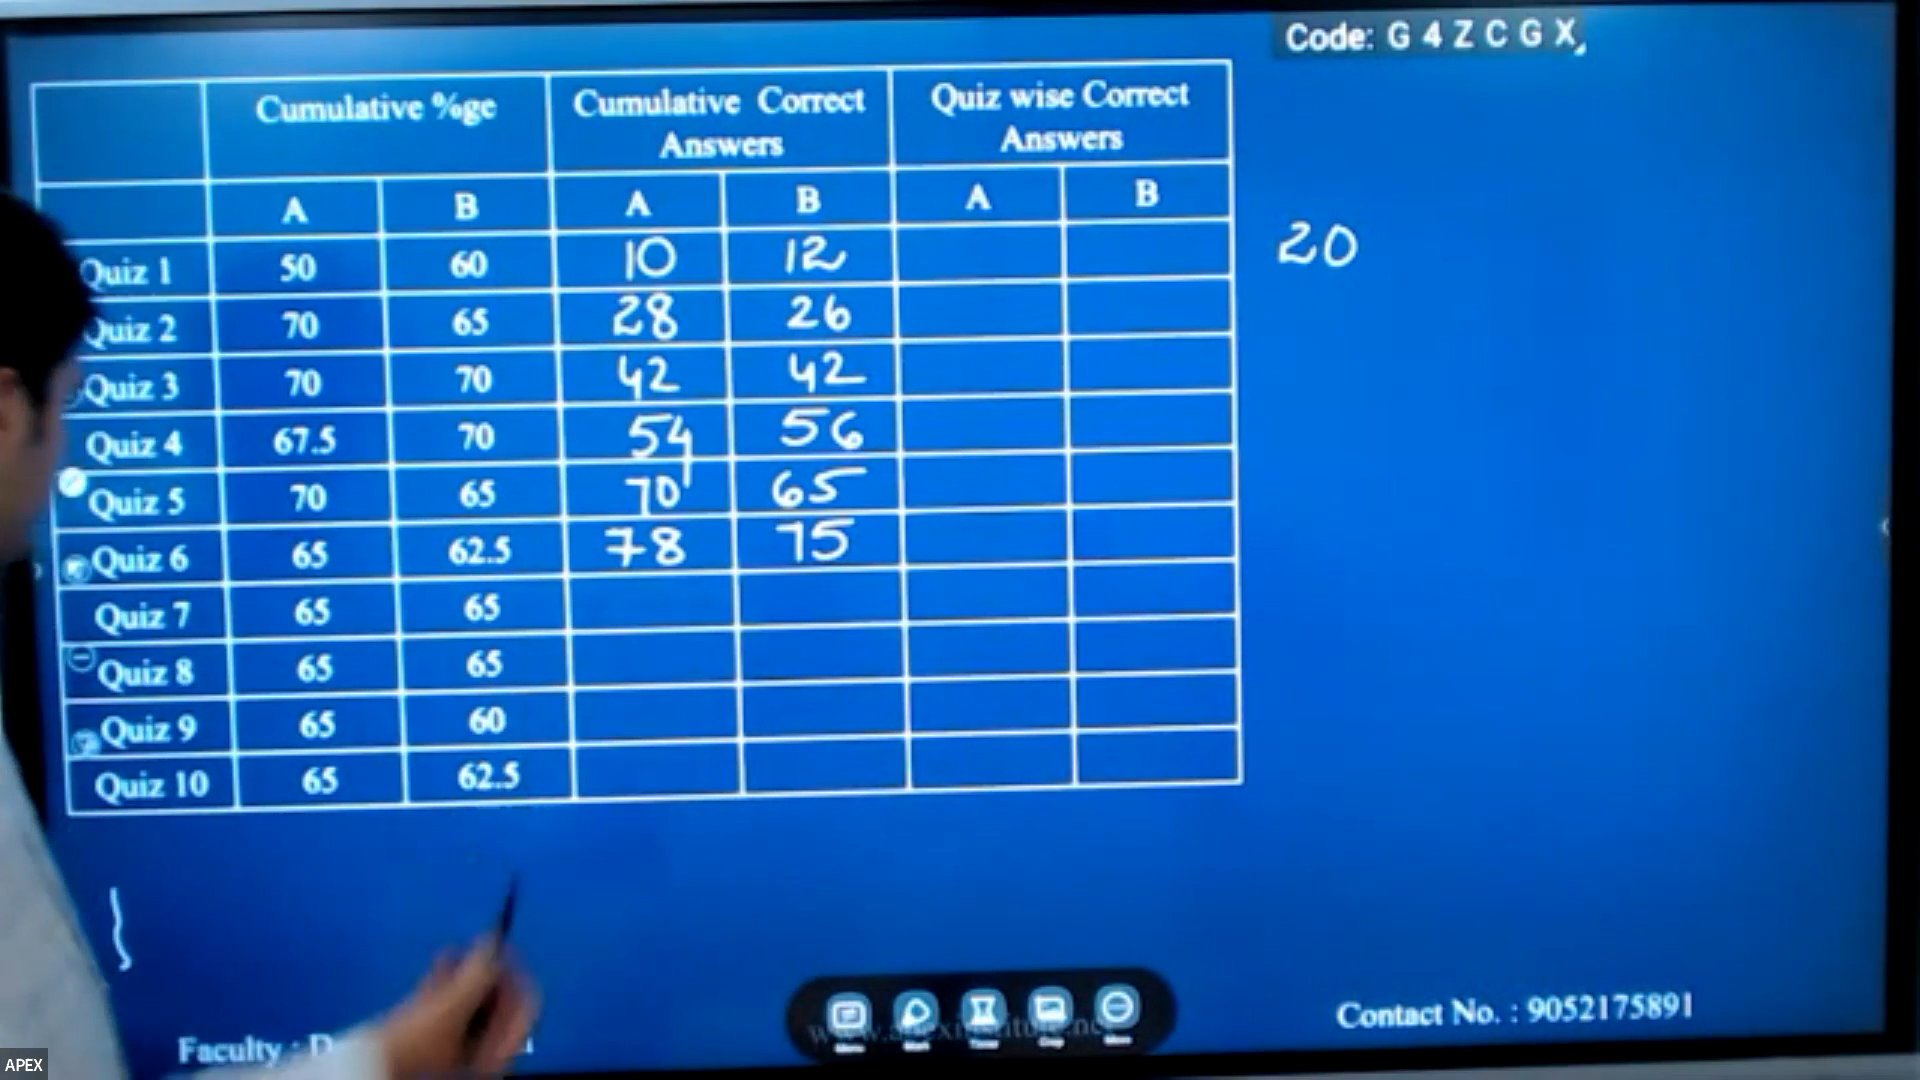 Code: G 4 Z C G X
Cumulative %ge Cumulative Correct Answers Quiz wise Correct Answers
A B A B A B
Quiz 1 50 60 10 12 20
Quiz 2 70 65 28 26
Quiz 3 70 70 42 42
Quiz 4 67.5 70 54 56
Quiz 5 70 65 70 65
Quiz 6 65 62.5 78 75
Quiz 7 65 65
Quiz 8 65 65
Quiz 9 65 60
Quiz 10 65 62.5
Contact No. : 9052175891
Faculty : D
APEX